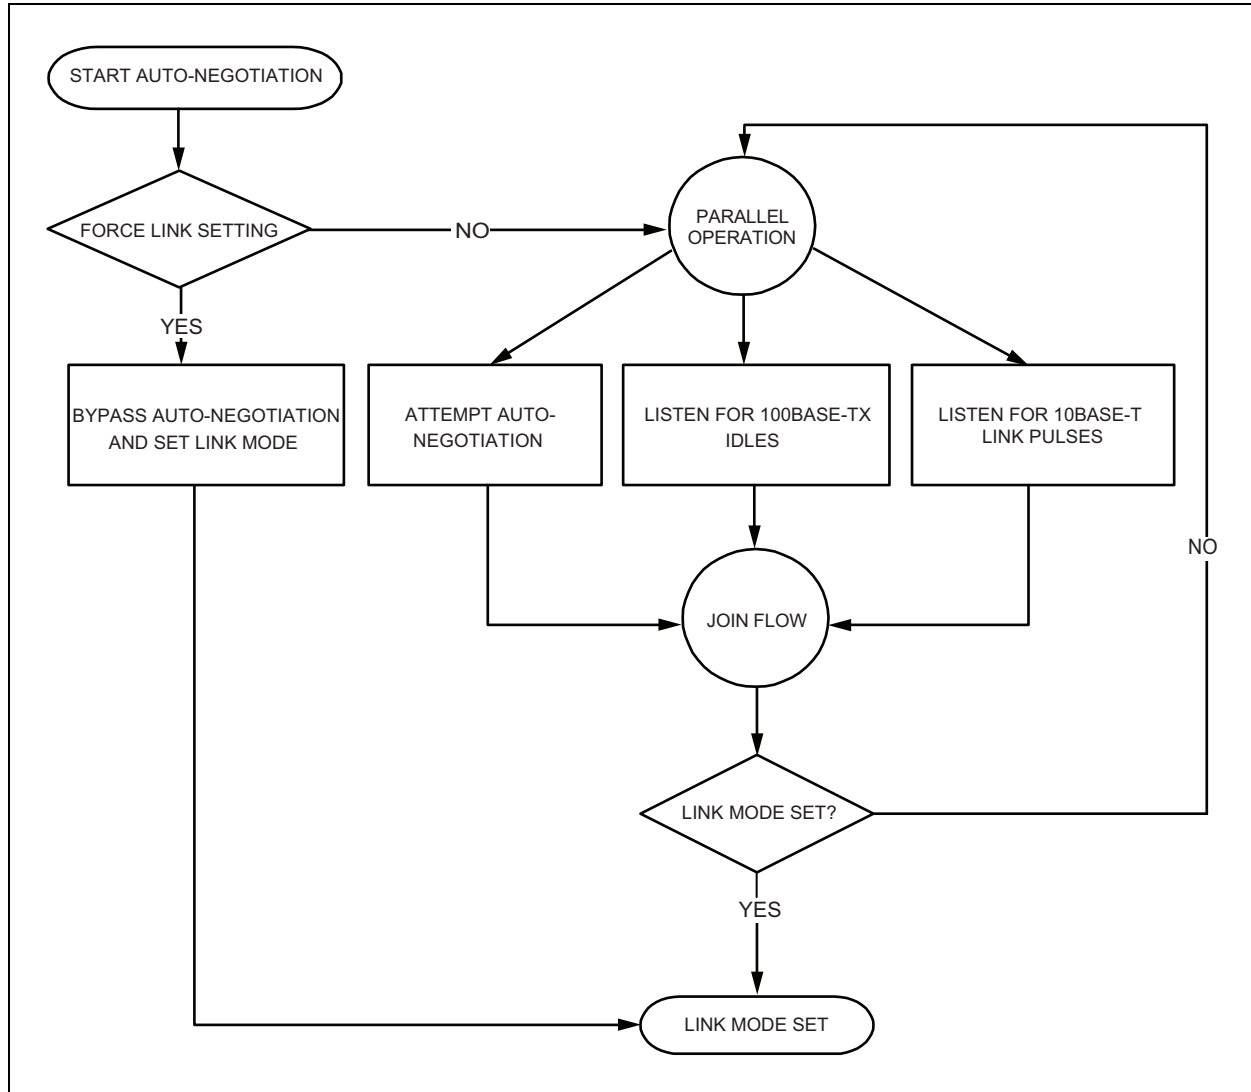 START AUTO-NEGOTIATION
FORCE LINK SETTING
NO
PARALLEL
OPERATION
YES
BYPASS AUTO-NEGOTIATION
AND SET LINK MODE
ATTEMPT AUTO-
NEGOTIATION
LISTEN FOR 100BASE-TX
IDLES
LISTEN FOR 10BASE-T
LINK PULSES
NO
JOIN FLOW
LINK MODE SET?
YES
LINK MODE SET